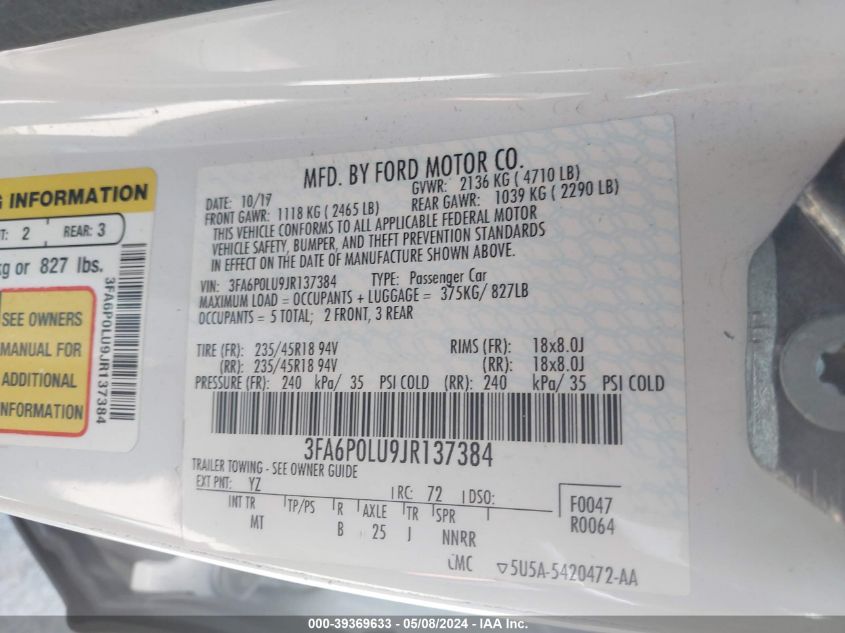 MFD. BY FORD MOTOR CO.
DATE: 10/17 GVWR: 2136 KG ( 4710 LB)
FRONT GAWR: 1118 KG ( 2465 LB) REAR GAWR: 1039 KG ( 2290 LB)
THIS VEHICLE CONFORMS TO ALL APPLICABLE FEDERAL MOTOR
VEHICLE SAFETY, BUMPER, AND THEFT PREVENTION STANDARDS
IN EFFECT ON THE DATE OF MANUFACTURE SHOWN ABOVE.
VIN: 3FA6P0LU9JR137384 TYPE: Passenger Car
MAXIMUM LOAD = OCCUPANTS + LUGGAGE = 375KG/ 827LB
OCCUPANTS = 5 TOTAL; 2 FRONT, 3 REAR
TIRE (FR): 235/45R18 94V RIMS (FR): 18x8.0J
(RR): 235/45R18 94V (RR): 18x8.0J
PRESSURE (FR): 240 kPa/ 35 PSI COLD (RR): 240 kPa/ 35 PSI COLD
3FA6P0LU9JR137384
TRAILER TOWING - SEE OWNER GUIDE
EXT PNT: YZ RC: 72 DSO:
INT TR TP/PS R AXLE TR SPR
MT B 25 J NNRR
F0047
R0064
5U5A-5420472-AA
INFORMATION
2 REAR: 3
kg or 827 lbs.
SEE OWNERS
MANUAL FOR
ADDITIONAL
INFORMATION
3FA6P0LU9JR137384
000-39369633 - 05/08/2024 - IAA Inc.